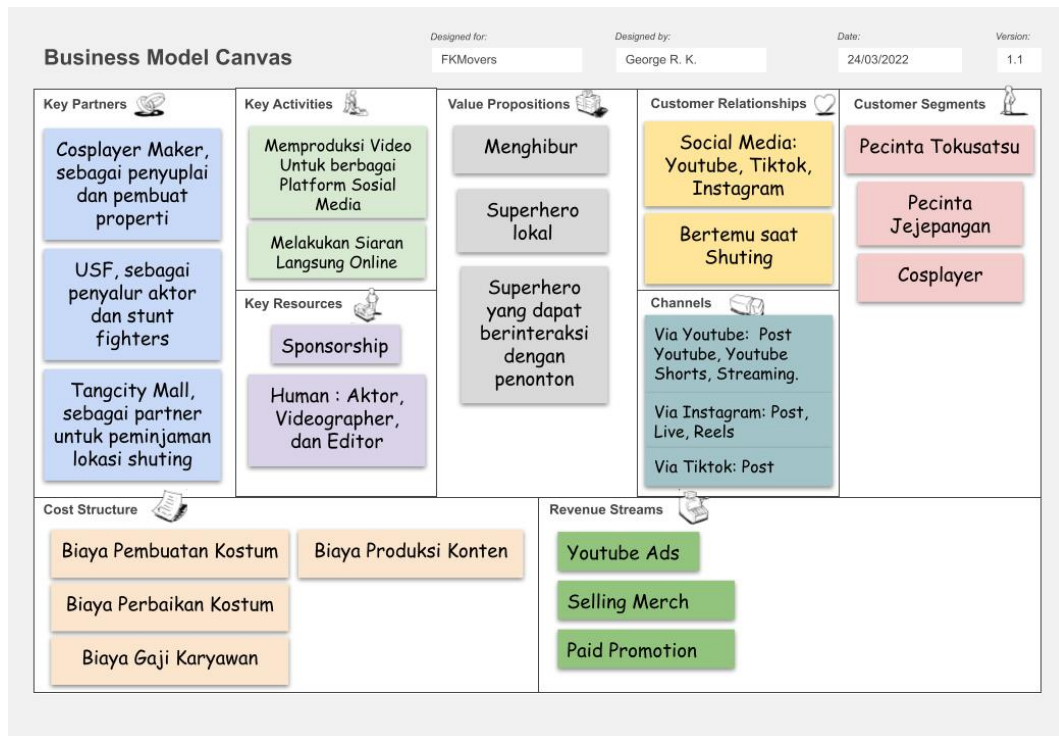 Business Model Canvas
Designed for:
FKMovers
Designed by:
George R. K.
Date:
24/03/2022
Version:
1.1
Key Partners
Cosplayer Maker,
sebagai penyuplai
dan pembuat
properti
USF, sebagai
penyalur aktor
dan stunt
fighters
Tangcity Mall,
sebagai partner
untuk peminjaman
lokasi shuting
Key Activities
Memproduksi Video
Untuk berbagai
Platform Sosial
Media
Melakukan Siaran
Langsung Online
Key Resources
Sponsorship
Human : Aktor,
Videographer,
dan Editor
Value Propositions
Menghibur
Superhero
lokal
Superhero
yang dapat
berinteraksi
dengan
penonton
Customer Relationships
Social Media:
Youtube, Tiktok,
Instagram
Bertemu saat
Shuting
Channels
Via Youtube: Post
Youtube, Youtube
Shorts, Streaming.
Via Instagram: Post,
Live, Reels
Via Tiktok: Post
Customer Segments
Pecinta Tokusatsu
Pecinta
Jejepangan
Cosplayer
Cost Structure
Biaya Pembuatan Kostum
Biaya Produksi Konten
Biaya Perbaikan Kostum
Biaya Gaji Karyawan
Revenue Streams
Youtube Ads
Selling Merch
Paid Promotion